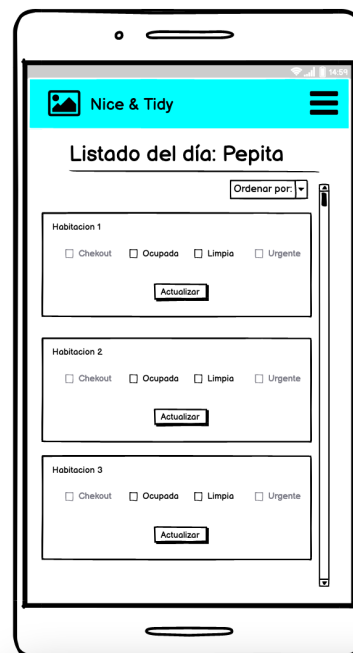 14:59
Nice & Tidy
Listado del día: Pepita
Ordenar por:
Habitacion 1
Chekout Ocupada Limpia Urgente
Actualizar
Habitacion 2
Chekout Ocupada Limpia Urgente
Actualizar
Habitacion 3
Chekout Ocupada Limpia Urgente
Actualizar